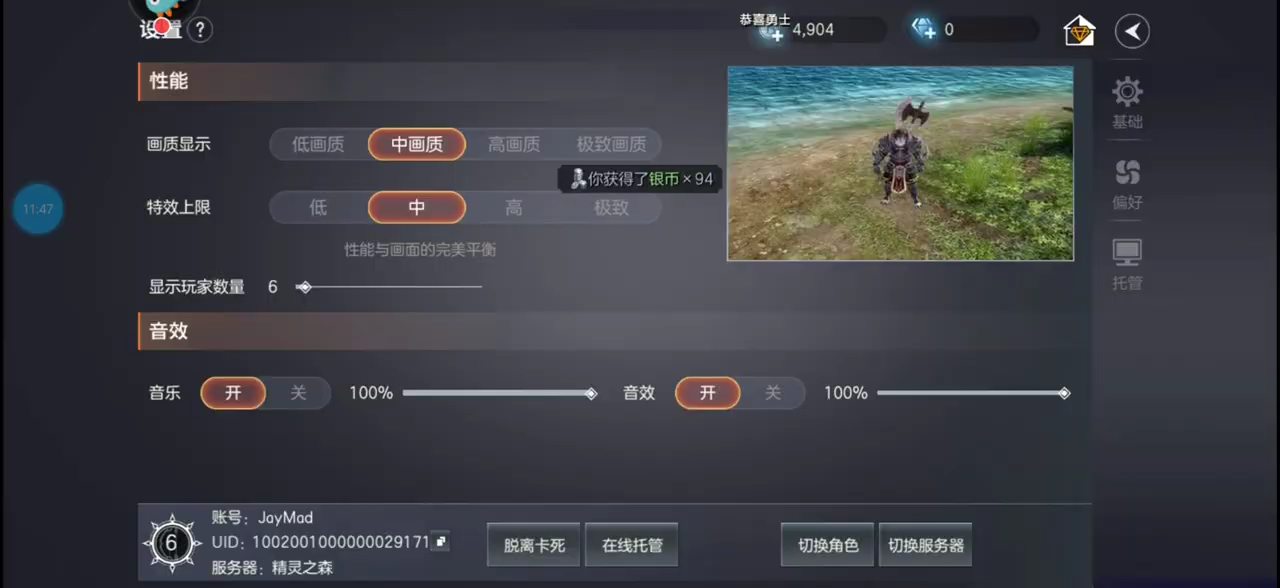 设置 ?
恭喜勇士
4,904
0
性能
基础
画质显示 低画质 中画质 高画质 极致画质
你获得了银币×94
偏好
11:47
特效上限 低 中 高 极致
性能与画面的完美平衡
托管
显示玩家数量 6
音效
音乐 开 关 100% 音效 开 关 100%
6
账号：JayMad
UID：1002001000000029171
服务器：精灵之森
脱离卡死 在线托管 切换角色 切换服务器